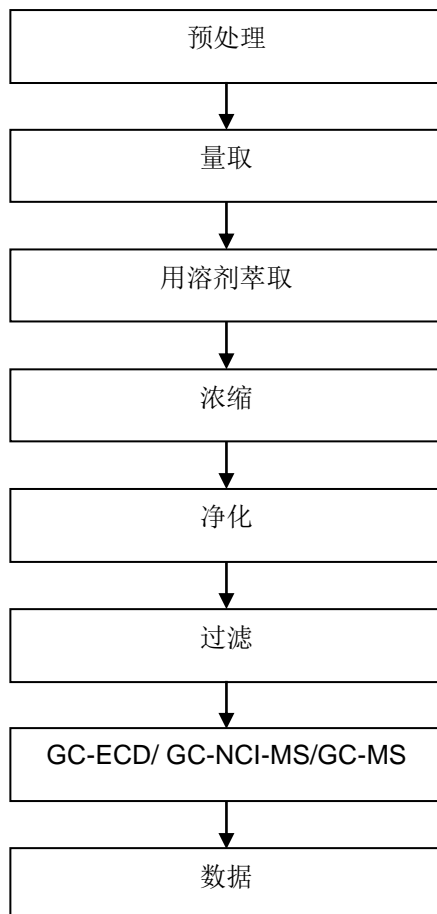 预处理
量取
用溶剂萃取
浓缩
净化
过滤
GC-ECD/ GC-NCI-MS/GC-MS
数据